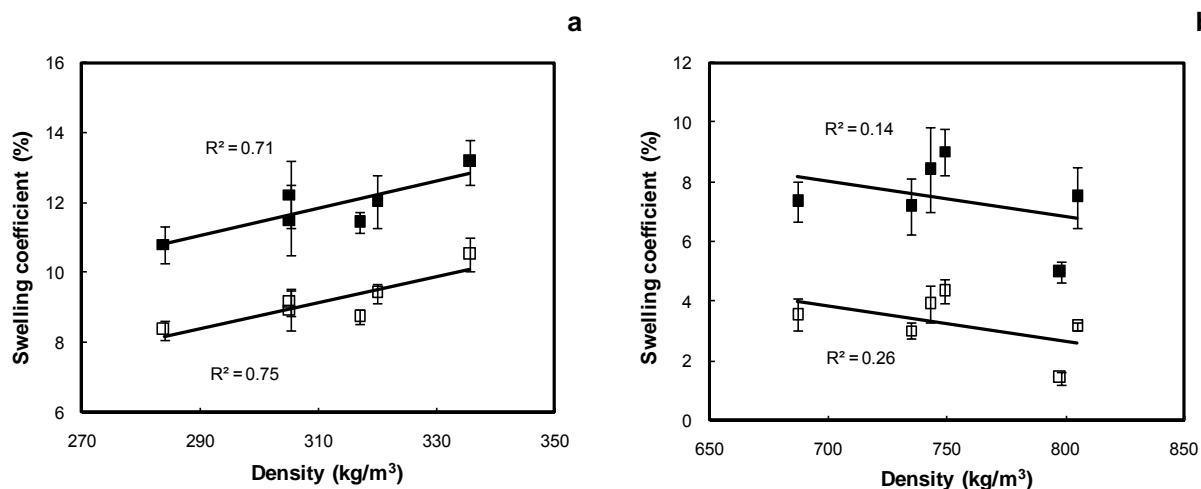 a
16
14
12
10
8
6
Swelling coefficient (%)
R² = 0.71
R² = 0.75
270 290 310 330 350
Density (kg/m³)
12
10
8
6
4
2
0
Swelling coefficient (%)
R² = 0.14
R² = 0.26
650 700 750 800 850
Density (kg/m³)